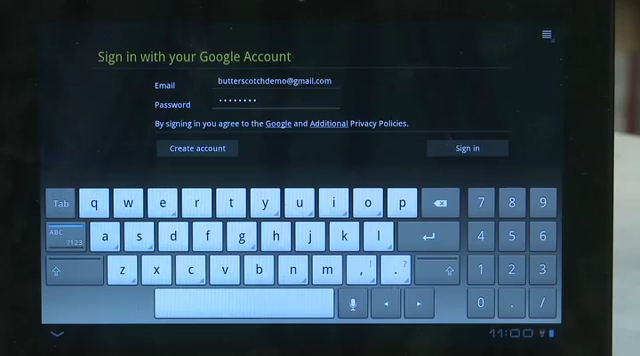 Sign in with your Google Account
Email butterscotchdemo@gmail.com
Password ••••••••
By signing in you agree to the Google and Additional Privacy Policies.
Create account Sign in
Tab q w e r t y u i o p 7 8 9
ABC ?123 a s d f g h j k l 4 5 6
z x c v b n m , ! . ? 1 2 3
0 . /
11:00